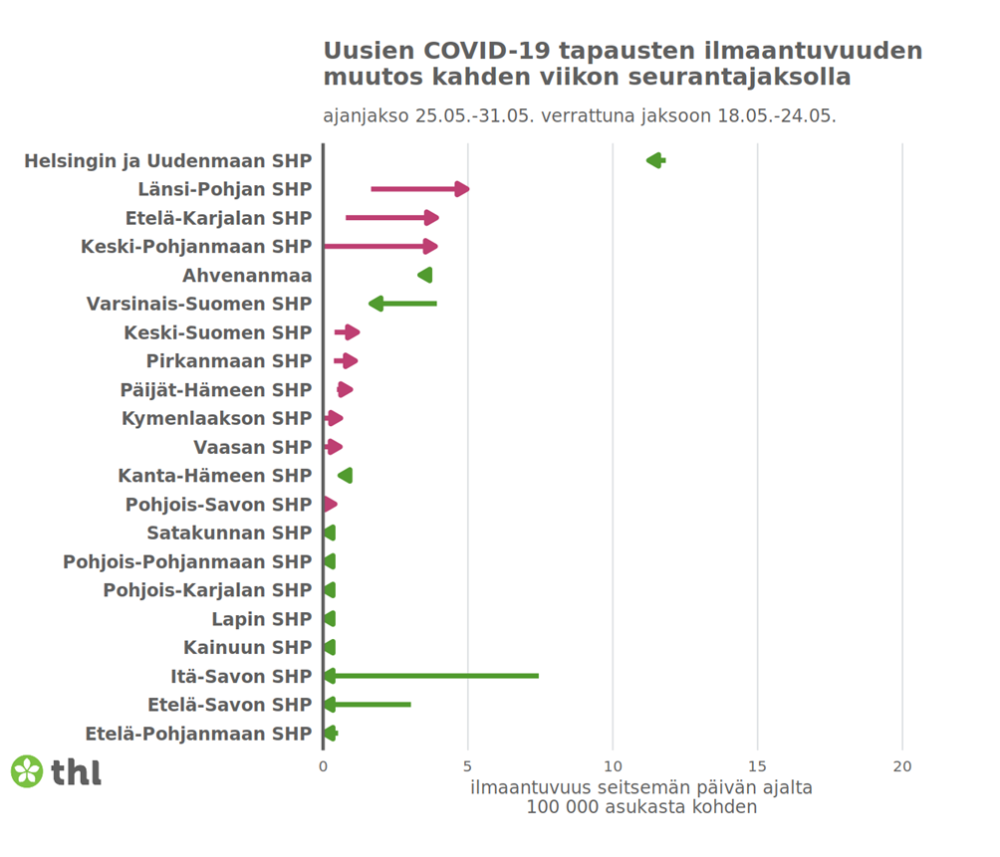 Uusien COVID-19 tapausten ilmaantuvuuden
muutos kahden viikon seurantajaksolla
ajanjakso 25.05.-31.05. verrattuna jaksoon 18.05.-24.05.
Helsingin ja Uudenmaan SHP
Länsi-Pohjan SHP
Etelä-Karjalan SHP
Keski-Pohjanmaan SHP
Ahvenanmaa
Varsinais-Suomen SHP
Keski-Suomen SHP
Pirkanmaan SHP
Päijät-Hämeen SHP
Kymenlaakson SHP
Vaasan SHP
Kanta-Hämeen SHP
Pohjois-Savon SHP
Satakunnan SHP
Pohjois-Pohjanmaan SHP
Pohjois-Karjalan SHP
Lapin SHP
Kainuun SHP
Itä-Savon SHP
Etelä-Savon SHP
Etelä-Pohjanmaan SHP
0 5 10 15 20
ilmaantuvuus seitsemän päivän ajalta
100 000 asukasta kohden
thl